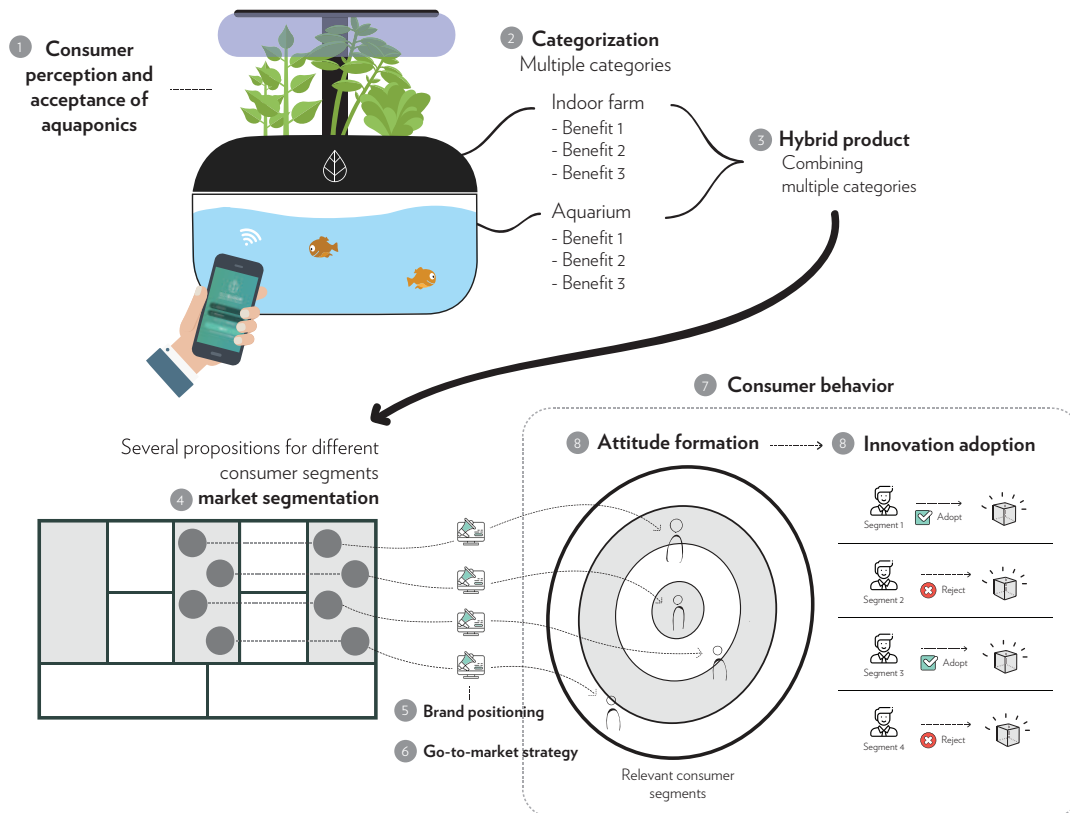 1 Consumer
perception and
acceptance of
aquaponics
2 Categorization
Multiple categories
Indoor farm
- Benefit 1
- Benefit 2
- Benefit 3
Aquarium
- Benefit 1
- Benefit 2
- Benefit 3
3 Hybrid product
Combining
multiple categories
Several propositions for different
consumer segments
4 market segmentation
5 Brand positioning
6 Go-to-market strategy
7 Consumer behavior
8 Attitude formation
8 Innovation adoption
Relevant consumer
segments
Segment 1
Adopt
Segment 2
Reject
Segment 3
Adopt
Segment 4
Reject